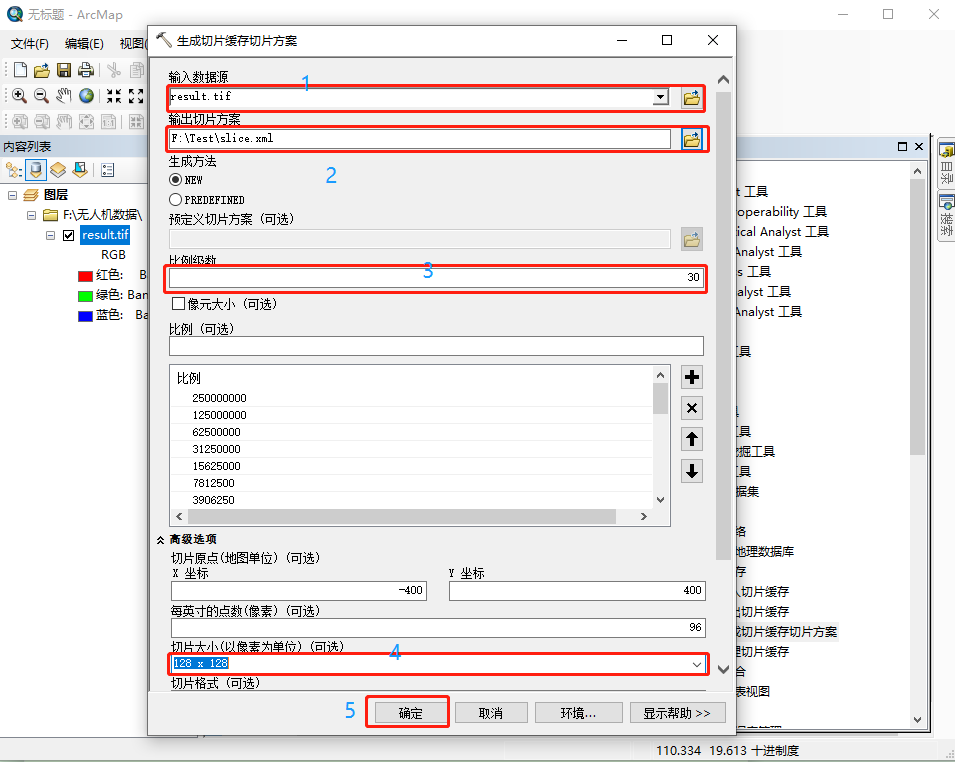 无标题 - ArcMap
文件(F) 编辑(E) 视图(
生成切片缓存切片方案
1
输入数据源
result.tif
输出切片方案
F:\Test\slice.xml
2
生成方法
NEW
PREDEFINED
预定义切片方案（可选）
3
比例级数
30
像元大小（可选）
比例（可选）
比例
250000000
125000000
62500000
31250000
15625000
7812500
3906250
高级选项
切片原点(地图单位)（可选）
X 坐标 Y 坐标
-400 400
每英寸的点数(像素)（可选）
96
切片大小(以像素为单位)（可选）
4
128 x 128
切片格式（可选）
5
确定 取消 环境... 显示帮助 >>
内容列表
图层
F:\无人机数据\
result.tif
RGB
红色: B
绿色: Ban
蓝色: Ba
t 工具
operability 工具
ical Analyst 工具
Analyst 工具
s 工具
alyst 工具
Analyst 工具
工具
工具
挖掘工具
工具
据集
络
地理数据库
存
入切片缓存
出切片缓存
成切片缓存切片方案
理切片缓存
合
表视图
目录
搜索
110.334 19.613 十进制度